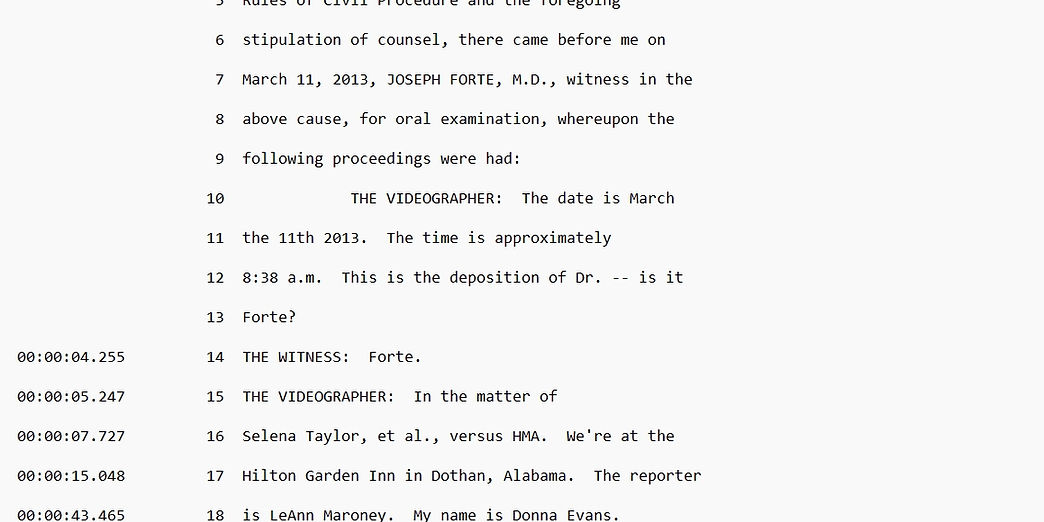 5 Rules of Civil Procedure and the foregoing
6 stipulation of counsel, there came before me on
7 March 11, 2013, JOSEPH FORTE, M.D., witness in the
8 above cause, for oral examination, whereupon the
9 following proceedings were had:
10 THE VIDEOGRAPHER:  The date is March
11 the 11th 2013.  The time is approximately
12 8:38 a.m.  This is the deposition of Dr. -- is it
13 Forte?
00:00:04.255 14 THE WITNESS:  Forte.
00:00:05.247 15 THE VIDEOGRAPHER:  In the matter of
00:00:07.727 16 Selena Taylor, et al., versus HMA.  We're at the
00:00:15.048 17 Hilton Garden Inn in Dothan, Alabama.  The reporter
00:00:43.465 18 is LeAnn Maroney.  My name is Donna Evans.